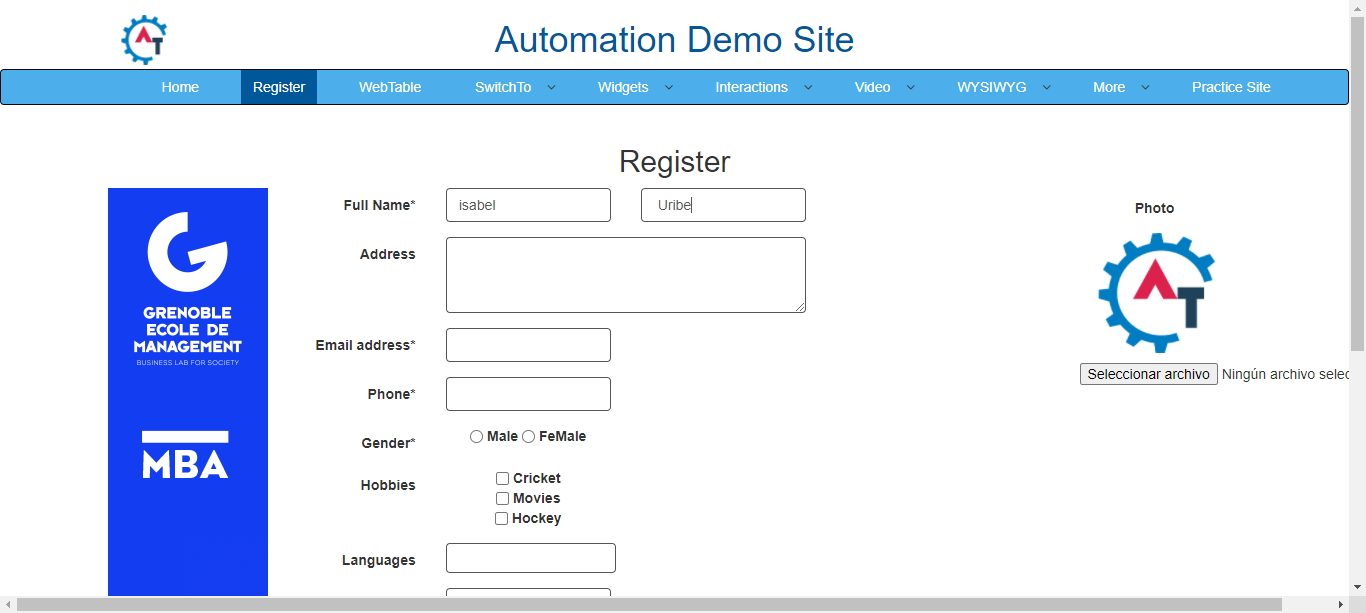 AT
Automation Demo Site
Home Register WebTable SwitchTo Widgets Interactions Video WYSIWYG More Practice Site
Register
Full Name* isabel Uribe
Photo
Address
AT
GRENOBLE
ECOLE DE
MANAGEMENT
BUSINESS LAB FOR SOCIETY
Email address*
Seleccionar archivo Ningún archivo selec
Phone*
Gender* Male FeMale
MBA
Hobbies Cricket
Movies
Hockey
Languages